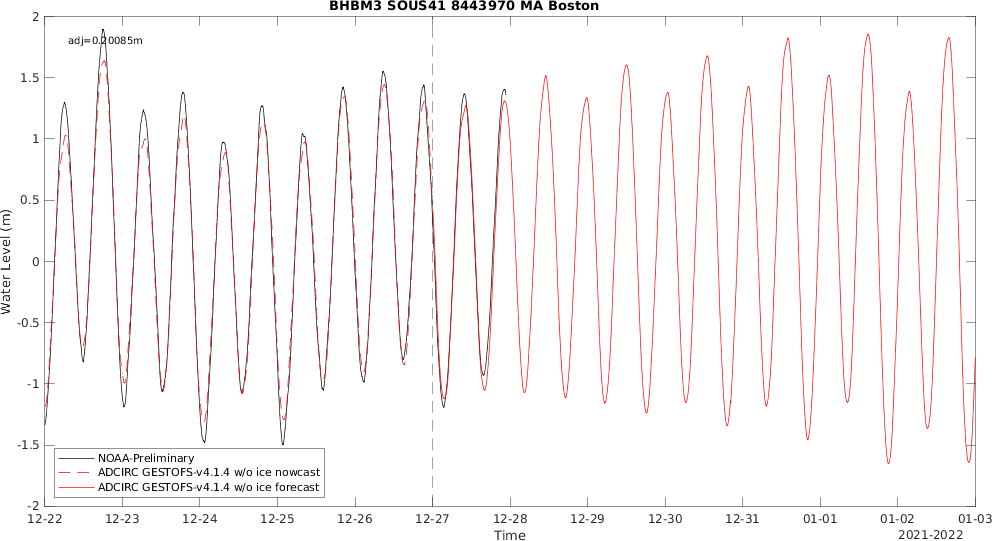 BHBM3 SOUS41 8443970 MA Boston
adj=0.20085m
Water Level (m)
2
1.5
1
0.5
0
-0.5
-1
-1.5
-2
NOAA-Preliminary
ADCIRC GESTOFS-v4.1.4 w/o ice nowcast
ADCIRC GESTOFS-v4.1.4 w/o ice forecast
12-22 12-23 12-24 12-25 12-26 12-27 12-28 12-29 12-30 12-31 01-01 01-02 01-03
Time
2021-2022